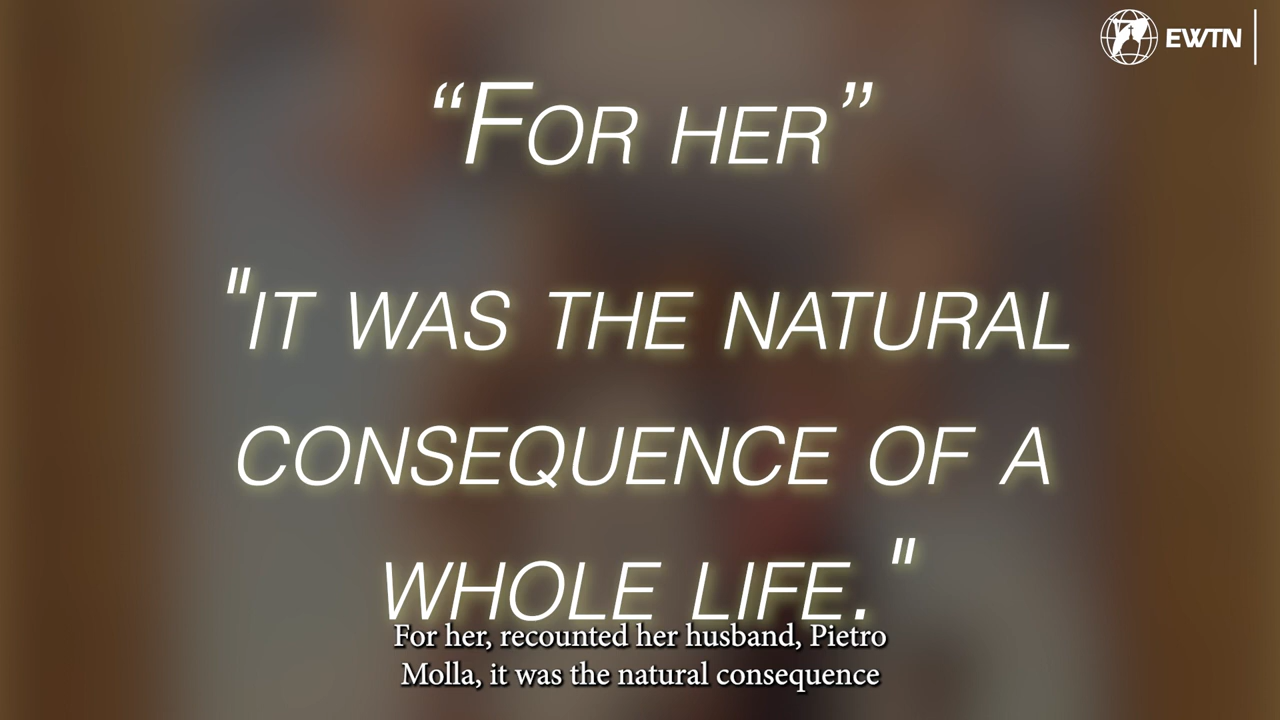 EWTN
“FOR HER”
"IT WAS THE NATURAL
CONSEQUENCE OF A
WHOLE LIFE."
For her, recounted her husband, Pietro
Molla, it was the natural consequence